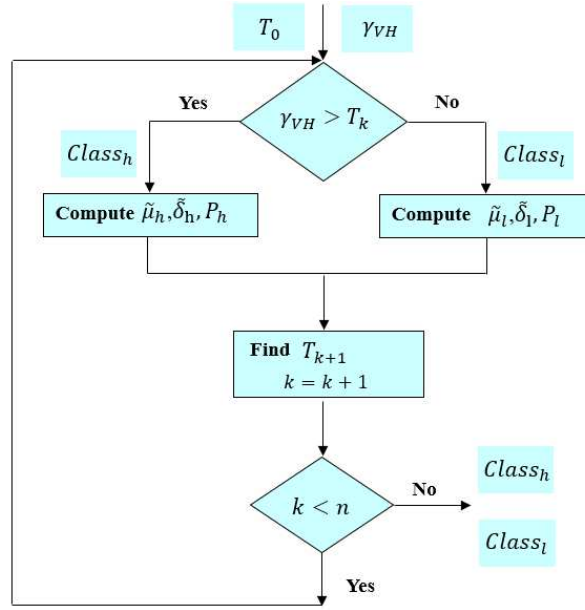 T₀ γ_VH
Yes
γ_VH > T_k
No
Class_h
Class_l
Compute μ̃_h,δ̃_h,P_h
Compute μ̃_l,δ̃_l,P_l
Find T_{k+1}
k = k + 1
k < n
No
Class_h
Class_l
Yes